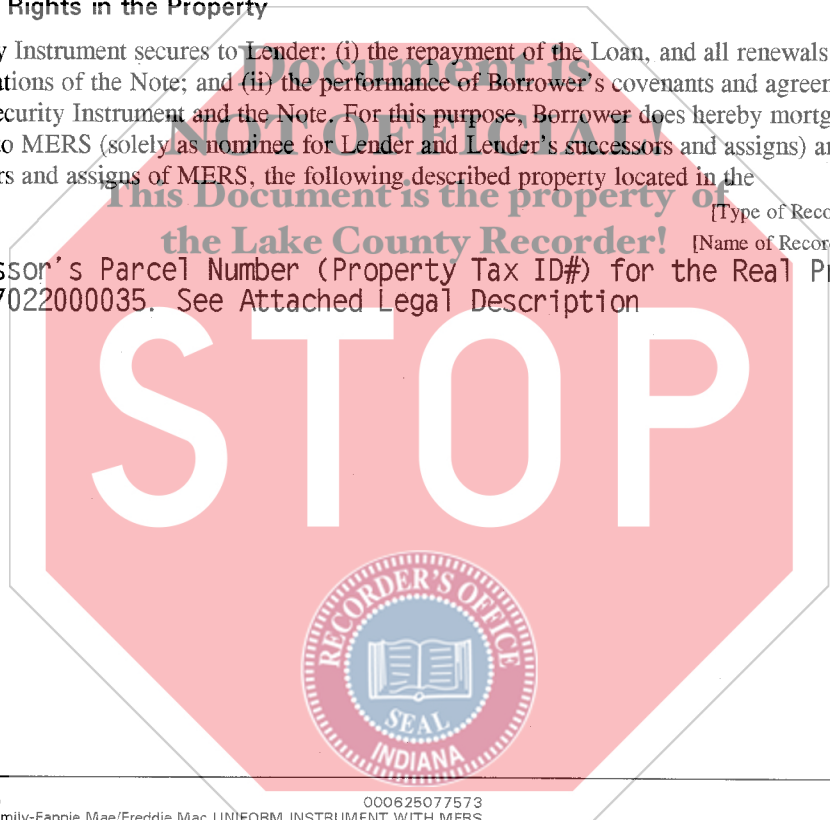 Rights in the Property
Instrument secures to Lender: (i) the repayment of the Loan, and all renewals
ations of the Note; and (ii) the performance of Borrower's covenants and agreem
ecurity Instrument and the Note. For this purpose, Borrower does hereby mortg
o MERS (solely as nominee for Lender and Lender's successors and assigns) an
rs and assigns of MERS, the following described property located in the
[Type of Reco
[Name of Recor
Document is
NOT OFFICIAL!
This Document is the property of
the Lake County Recorder!
ssor's Parcel Number (Property Tax ID#) for the Real Pr
7022000035. See Attached Legal Description
STOP
RECORDER'S OFFICE
SEAL
INDIANA
000625077573
mily-Fannie Mae/Freddie Mac UNIFORM INSTRUMENT WITH MERS